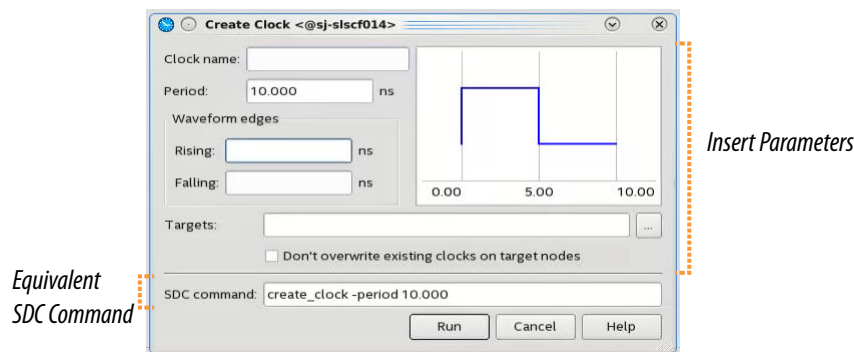 Create Clock <@sj-slscf014>
Clock name:
Period: 10.000 ns
Waveform edges
Rising: ns
Falling: ns
0.00 5.00 10.00
Targets: ...
Don't overwrite existing clocks on target nodes
SDC command: create_clock -period 10.000
Run Cancel Help
Insert Parameters
Equivalent
SDC Command